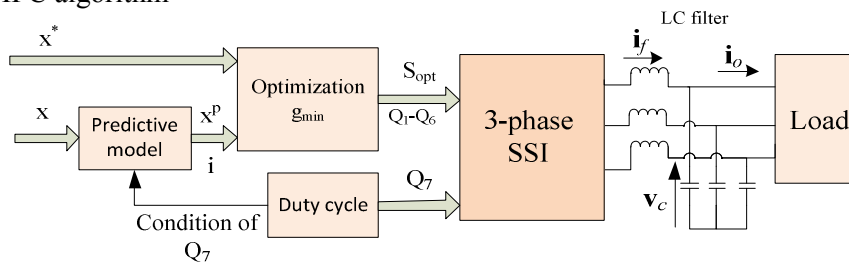 algorithm
LC filter
x*
Optimization
g_min
S_opt
Q1-Q6
i_f
i_o
3-phase
SSI
Load
x
Predictive
model
x^p
i
Duty cycle
Q7
v_c
Condition of
Q7